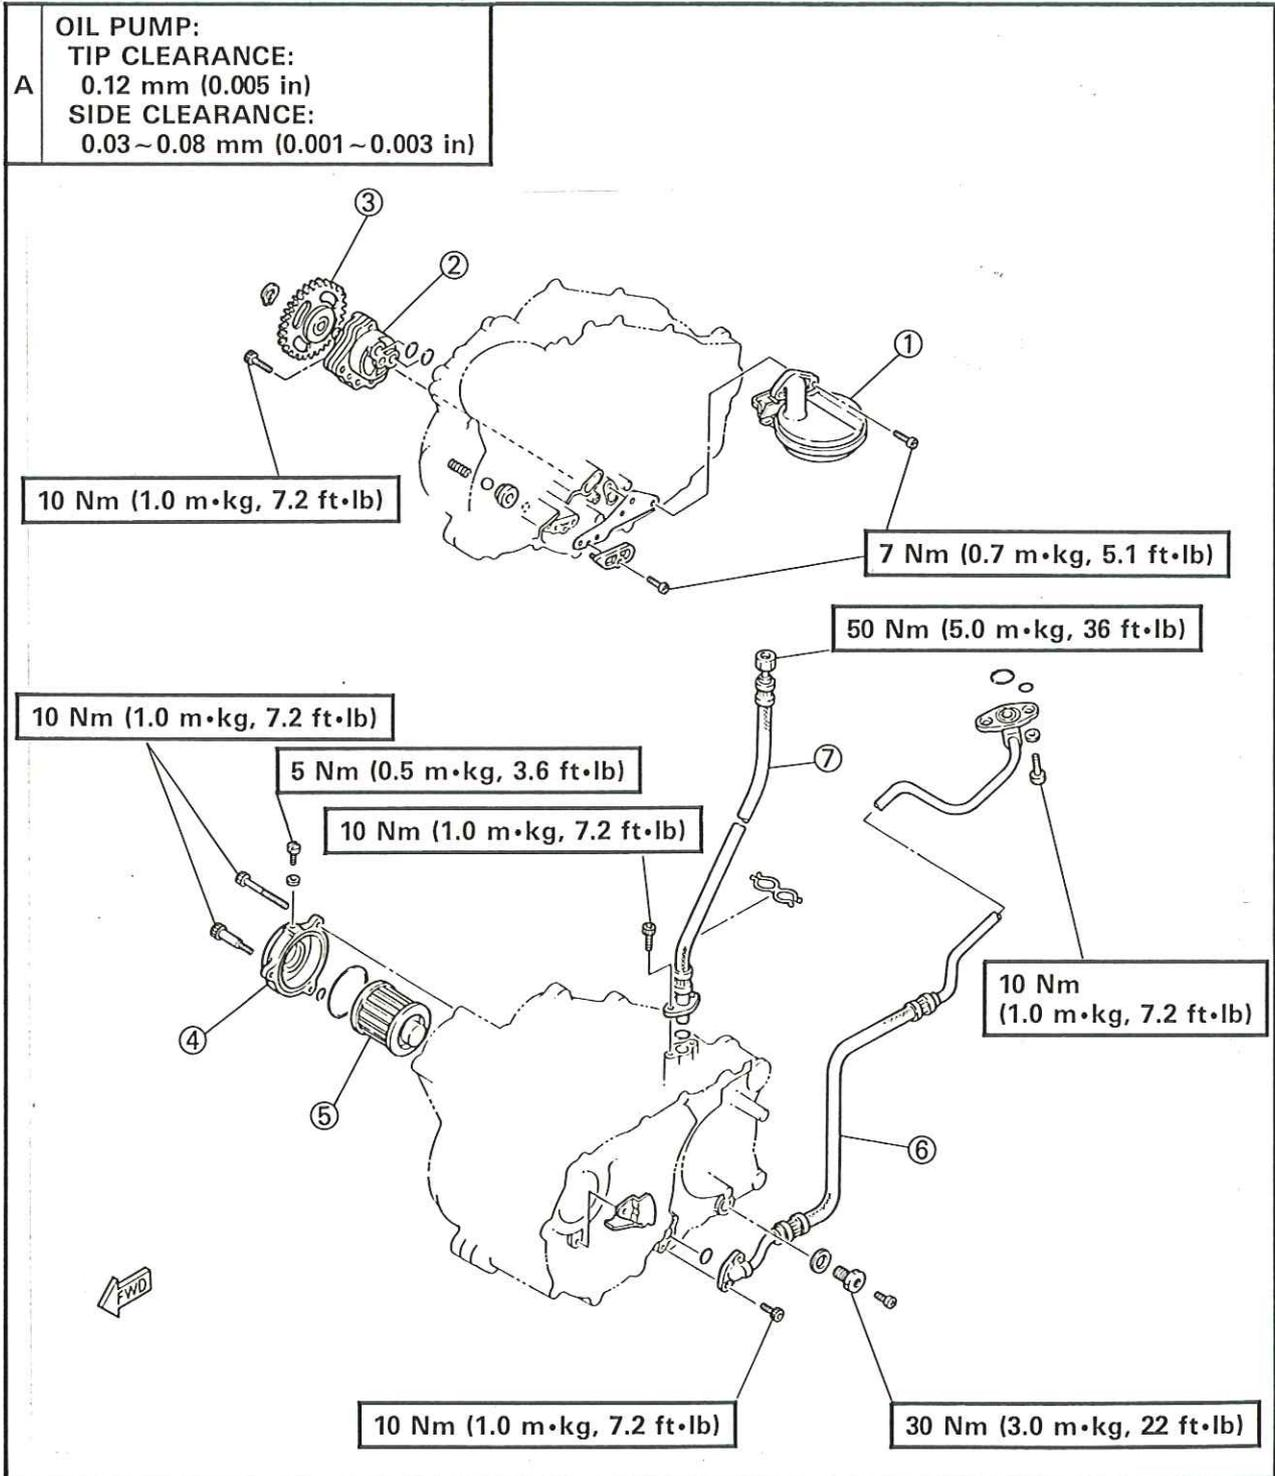 OIL PUMP:
TIP CLEARANCE:
0.12 mm (0.005 in)
SIDE CLEARANCE:
0.03~0.08 mm (0.001~0.003 in)
A
③
②
①
10 Nm (1.0 m•kg, 7.2 ft•lb)
7 Nm (0.7 m•kg, 5.1 ft•lb)
50 Nm (5.0 m•kg, 36 ft•lb)
10 Nm (1.0 m•kg, 7.2 ft•lb)
5 Nm (0.5 m•kg, 3.6 ft•lb)
10 Nm (1.0 m•kg, 7.2 ft•lb)
⑦
10 Nm
(1.0 m•kg, 7.2 ft•lb)
④
⑤
⑥
FWD
10 Nm (1.0 m•kg, 7.2 ft•lb)
30 Nm (3.0 m•kg, 22 ft•lb)